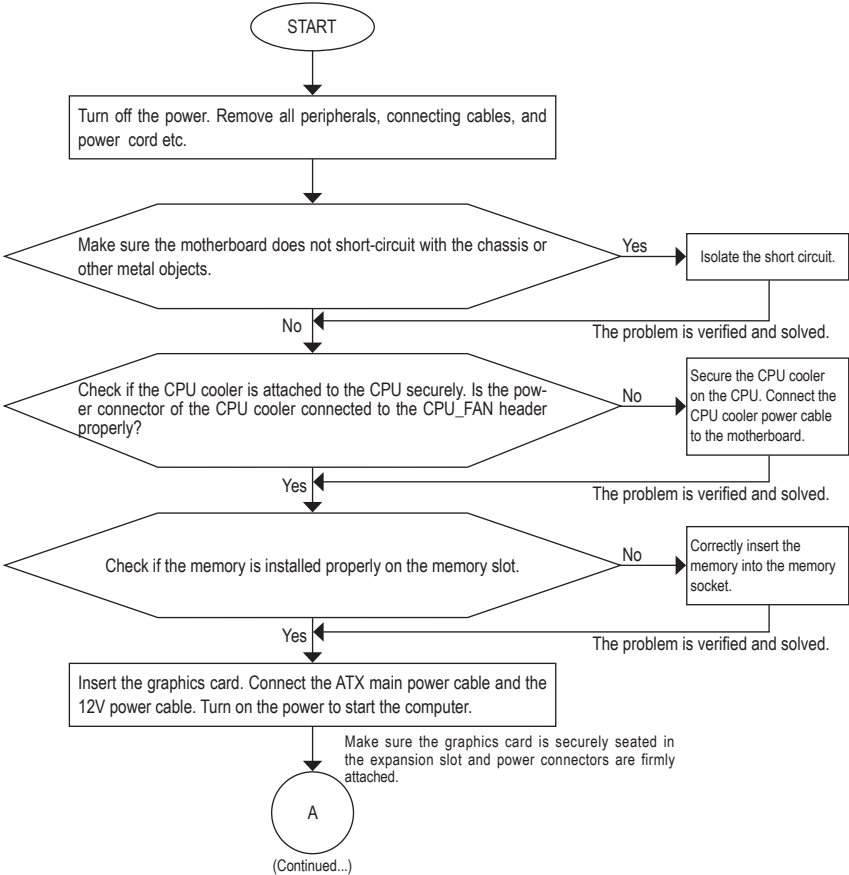 START
Turn off the power. Remove all peripherals, connecting cables, and
power cord etc.
Make sure the motherboard does not short-circuit with the chassis or
other metal objects.
Yes
Isolate the short circuit.
No
The problem is verified and solved.
Check if the CPU cooler is attached to the CPU securely. Is the pow-
er connector of the CPU cooler connected to the CPU_FAN header
properly?
No
Secure the CPU cooler
on the CPU. Connect the
CPU cooler power cable
to the motherboard.
Yes
The problem is verified and solved.
Check if the memory is installed properly on the memory slot.
No
Correctly insert the
memory into the memory
socket.
Yes
The problem is verified and solved.
Insert the graphics card. Connect the ATX main power cable and the
12V power cable. Turn on the power to start the computer.
Make sure the graphics card is securely seated in
the expansion slot and power connectors are firmly
attached.
A
(Continued...)